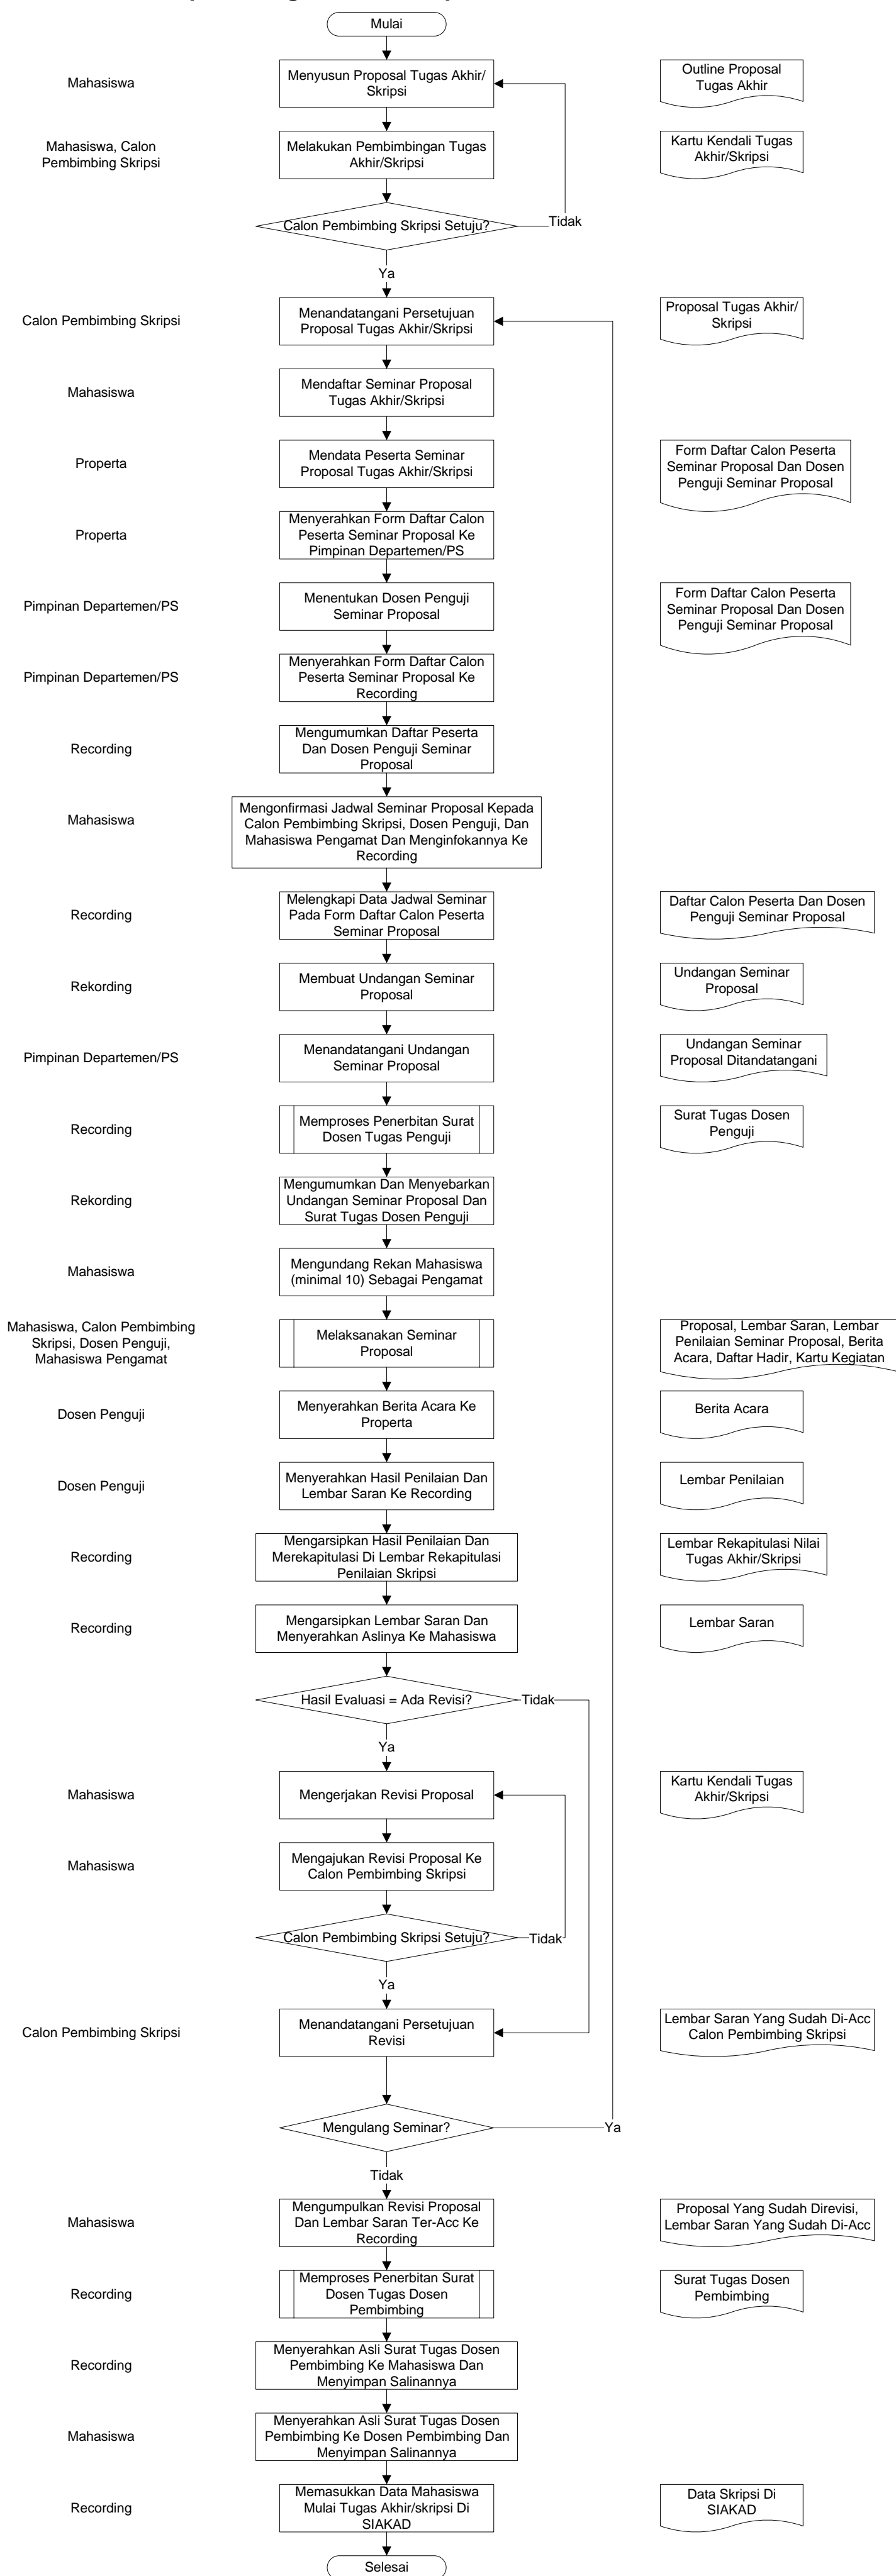 Mulai
Mahasiswa
Menyusun Proposal Tugas Akhir/
Skripsi
Outline Proposal
Tugas Akhir
Mahasiswa, Calon
Pembimbing Skripsi
Melakukan Pembimbingan Tugas
Akhir/Skripsi
Kartu Kendali Tugas
Akhir/Skripsi
Calon Pembimbing Skripsi Setuju?
Tidak
Ya
Calon Pembimbing Skripsi
Menandatangani Persetujuan
Proposal Tugas Akhir/Skripsi
Proposal Tugas Akhir/
Skripsi
Mahasiswa
Mendaftar Seminar Proposal
Tugas Akhir/Skripsi
Properta
Mendata Peserta Seminar
Proposal Tugas Akhir/Skripsi
Form Daftar Calon Peserta
Seminar Proposal Dan Dosen
Penguji Seminar Proposal
Properta
Menyerahkan Form Daftar Calon
Peserta Seminar Proposal Ke
Pimpinan Departemen/PS
Pimpinan Departemen/PS
Menentukan Dosen Penguji
Seminar Proposal
Form Daftar Calon Peserta
Seminar Proposal Dan Dosen
Penguji Seminar Proposal
Pimpinan Departemen/PS
Menyerahkan Form Daftar Calon
Peserta Seminar Proposal Ke
Recording
Recording
Mengumumkan Daftar Peserta
Dan Dosen Penguji Seminar
Proposal
Mahasiswa
Mengonfirmasi Jadwal Seminar Proposal Kepada
Calon Pembimbing Skripsi, Dosen Penguji, Dan
Mahasiswa Pengamat Dan Menginfokannya Ke
Recording
Recording
Melengkapi Data Jadwal Seminar
Pada Form Daftar Calon Peserta
Seminar Proposal
Daftar Calon Peserta Dan Dosen
Penguji Seminar Proposal
Rekording
Membuat Undangan Seminar
Proposal
Undangan Seminar
Proposal
Pimpinan Departemen/PS
Menandatangani Undangan
Seminar Proposal
Undangan Seminar
Proposal Ditandatangani
Recording
Memproses Penerbitan Surat
Dosen Tugas Penguji
Surat Tugas Dosen
Penguji
Rekording
Mengumumkan Dan Menyebarkan
Undangan Seminar Proposal Dan
Surat Tugas Dosen Penguji
Mahasiswa
Mengundang Rekan Mahasiswa
(minimal 10) Sebagai Pengamat
Mahasiswa, Calon Pembimbing
Skripsi, Dosen Penguji,
Mahasiswa Pengamat
Melaksanakan Seminar
Proposal
Proposal, Lembar Saran, Lembar
Penilaian Seminar Proposal, Berita
Acara, Daftar Hadir, Kartu Kegiatan
Dosen Penguji
Menyerahkan Berita Acara Ke
Properta
Berita Acara
Dosen Penguji
Menyerahkan Hasil Penilaian Dan
Lembar Saran Ke Recording
Lembar Penilaian
Recording
Mengarsipkan Hasil Penilaian Dan
Merekapitulasi Di Lembar Rekapitulasi
Penilaian Skripsi
Lembar Rekapitulasi Nilai
Tugas Akhir/Skripsi
Recording
Mengarsipkan Lembar Saran Dan
Menyerahkan Aslinya Ke Mahasiswa
Lembar Saran
Hasil Evaluasi = Ada Revisi?
Tidak
Ya
Mahasiswa
Mengerjakan Revisi Proposal
Kartu Kendali Tugas
Akhir/Skripsi
Mahasiswa
Mengajukan Revisi Proposal Ke
Calon Pembimbing Skripsi
Calon Pembimbing Skripsi Setuju?
Tidak
Ya
Calon Pembimbing Skripsi
Menandatangani Persetujuan
Revisi
Lembar Saran Yang Sudah Di-Acc
Calon Pembimbing Skripsi
Mengulang Seminar?
Ya
Tidak
Mahasiswa
Mengumpulkan Revisi Proposal
Dan Lembar Saran Ter-Acc Ke
Recording
Proposal Yang Sudah Direvisi,
Lembar Saran Yang Sudah Di-Acc
Recording
Memproses Penerbitan Surat
Dosen Tugas Dosen
Pembimbing
Surat Tugas Dosen
Pembimbing
Recording
Menyerahkan Asli Surat Tugas Dosen
Pembimbing Ke Mahasiswa Dan
Menyimpan Salinannya
Mahasiswa
Menyerahkan Asli Surat Tugas Dosen
Pembimbing Ke Dosen Pembimbing Dan
Menyimpan Salinannya
Recording
Memasukkan Data Mahasiswa
Mulai Tugas Akhir/skripsi Di
SIAKAD
Data Skripsi Di
SIAKAD
Selesai